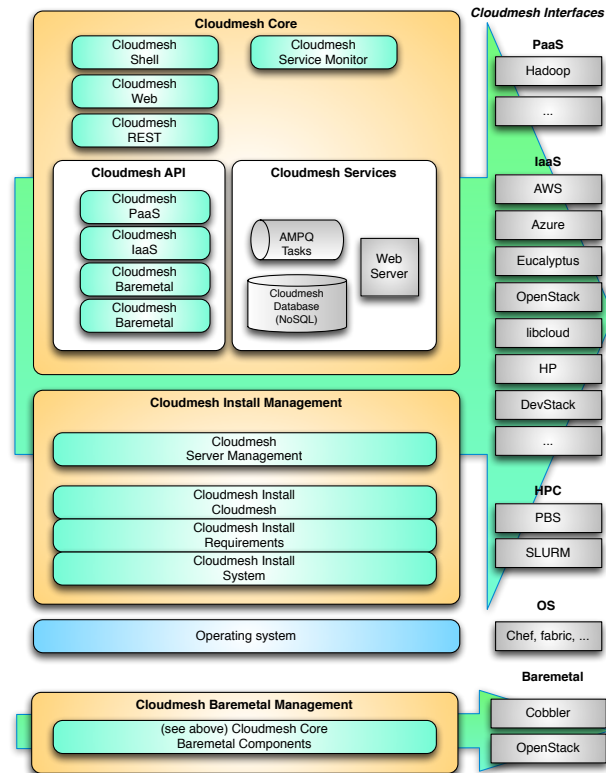 Cloudmesh Core
Cloudmesh
Shell
Cloudmesh
Service Monitor
Cloudmesh
Web
Cloudmesh
REST
Cloudmesh API
Cloudmesh
PaaS
Cloudmesh
IaaS
Cloudmesh
Baremetal
Cloudmesh
Baremetal
Cloudmesh Services
AMPQ
Tasks
Web
Server
Cloudmesh
Database
(NoSQL)
Cloudmesh Install Management
Cloudmesh
Server Management
Cloudmesh Install
Cloudmesh
Cloudmesh Install
Requirements
Cloudmesh Install
System
Operating system
Cloudmesh Baremetal Management
(see above) Cloudmesh Core
Baremetal Components
Cloudmesh Interfaces
PaaS
Hadoop
...
IaaS
AWS
Azure
Eucalyptus
OpenStack
libcloud
HP
DevStack
...
HPC
PBS
SLURM
OS
Chef, fabric, ...
Baremetal
Cobbler
OpenStack